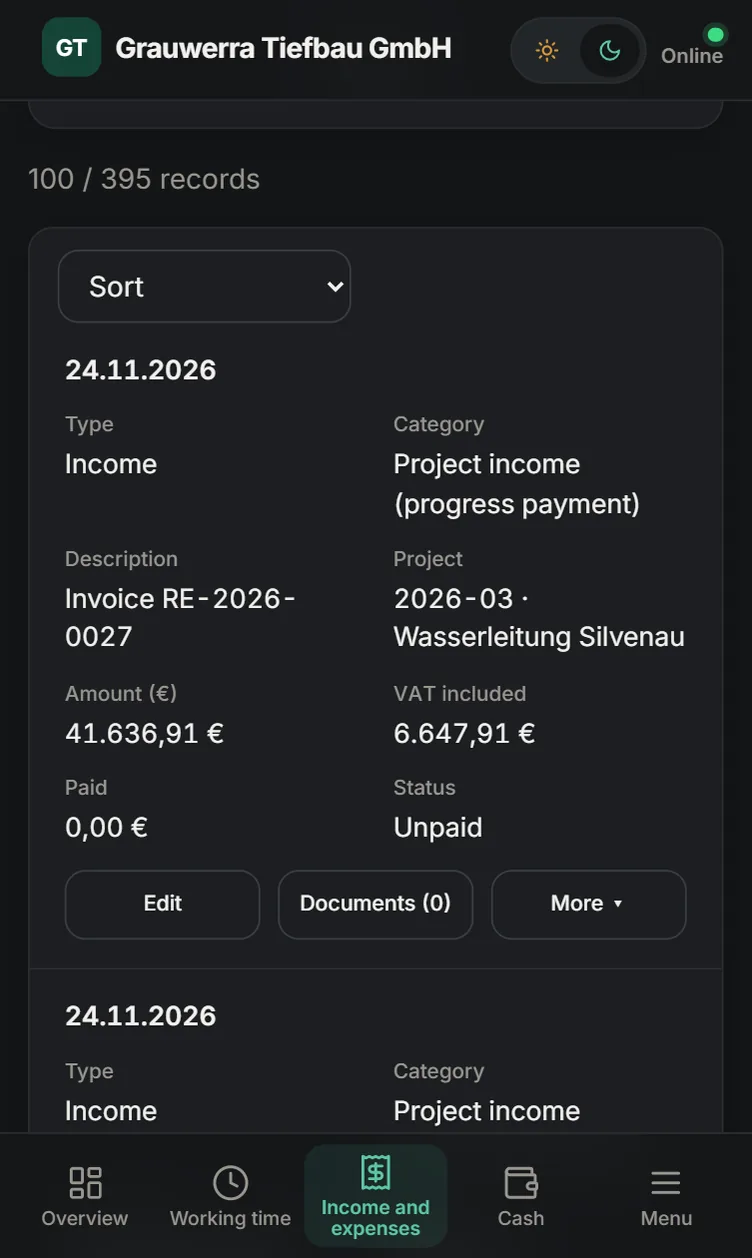 GT Grauwerra Tiefbau GmbH
Online
100 / 395 records
Sort
24.11.2026
Type Category
Income Project income
(progress payment)
Description Project
Invoice RE-2026- 2026-03 ·
0027 Wasserleitung Silvenau
Amount (€) VAT included
41.636,91 € 6.647,91 €
Paid Status
0,00 € Unpaid
Edit Documents (0) More ▾
24.11.2026
Type Category
Income Project income
Overview Working time Income and Cash Menu
expenses